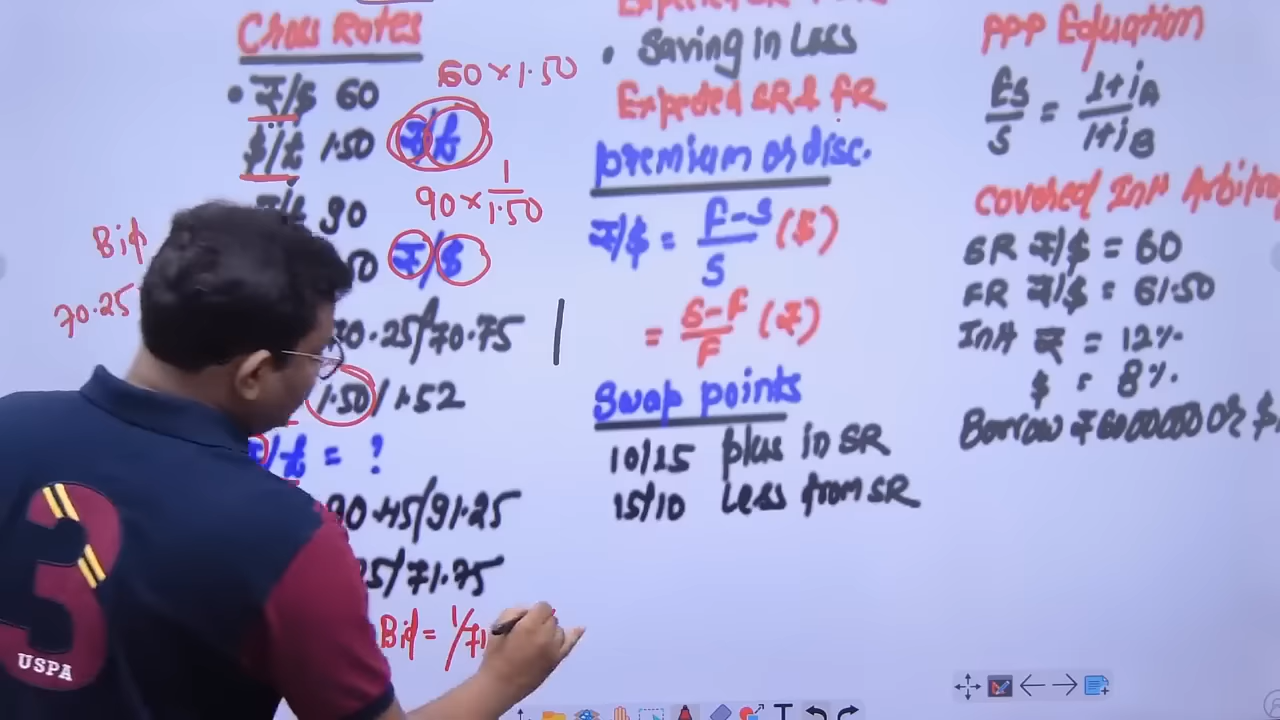 Cross Rates
60 × 1.50
• ₹/$ 60
$/£ 1.50 ₹/£
90 × 1/1.50
/£ 90
50 ₹/$
Bid
70.25
70.25/70.75
1.50/1.52
/£ = ?
90.45/91.25
25/71.75
Bid = 1/71
• Saving in Less
Expected SR & FR
premium or disc.
₹/$ = F-S/S ($)
= S-F/F (₹)
Swap points
10/15 plus in SR
15/10 Less from SR
PPP Equation
ES/S = 1+iA/1+iB
Covered Int
SR ₹/$ = 60
FR ₹/$ = 61.50
Int ₹ = 12%
$ = 8%
Borrow ₹6000000 or $
3
USPA
T